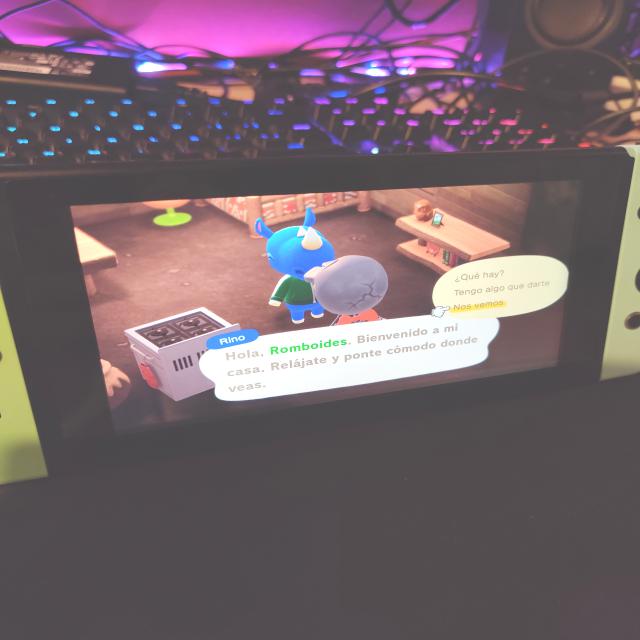 ¿Qué hay?
Tengo algo que darte
Nos vemos
Rino
Hola, Romboides. Bienvenido a mi
casa. Relájate y ponte cómodo donde
veas.